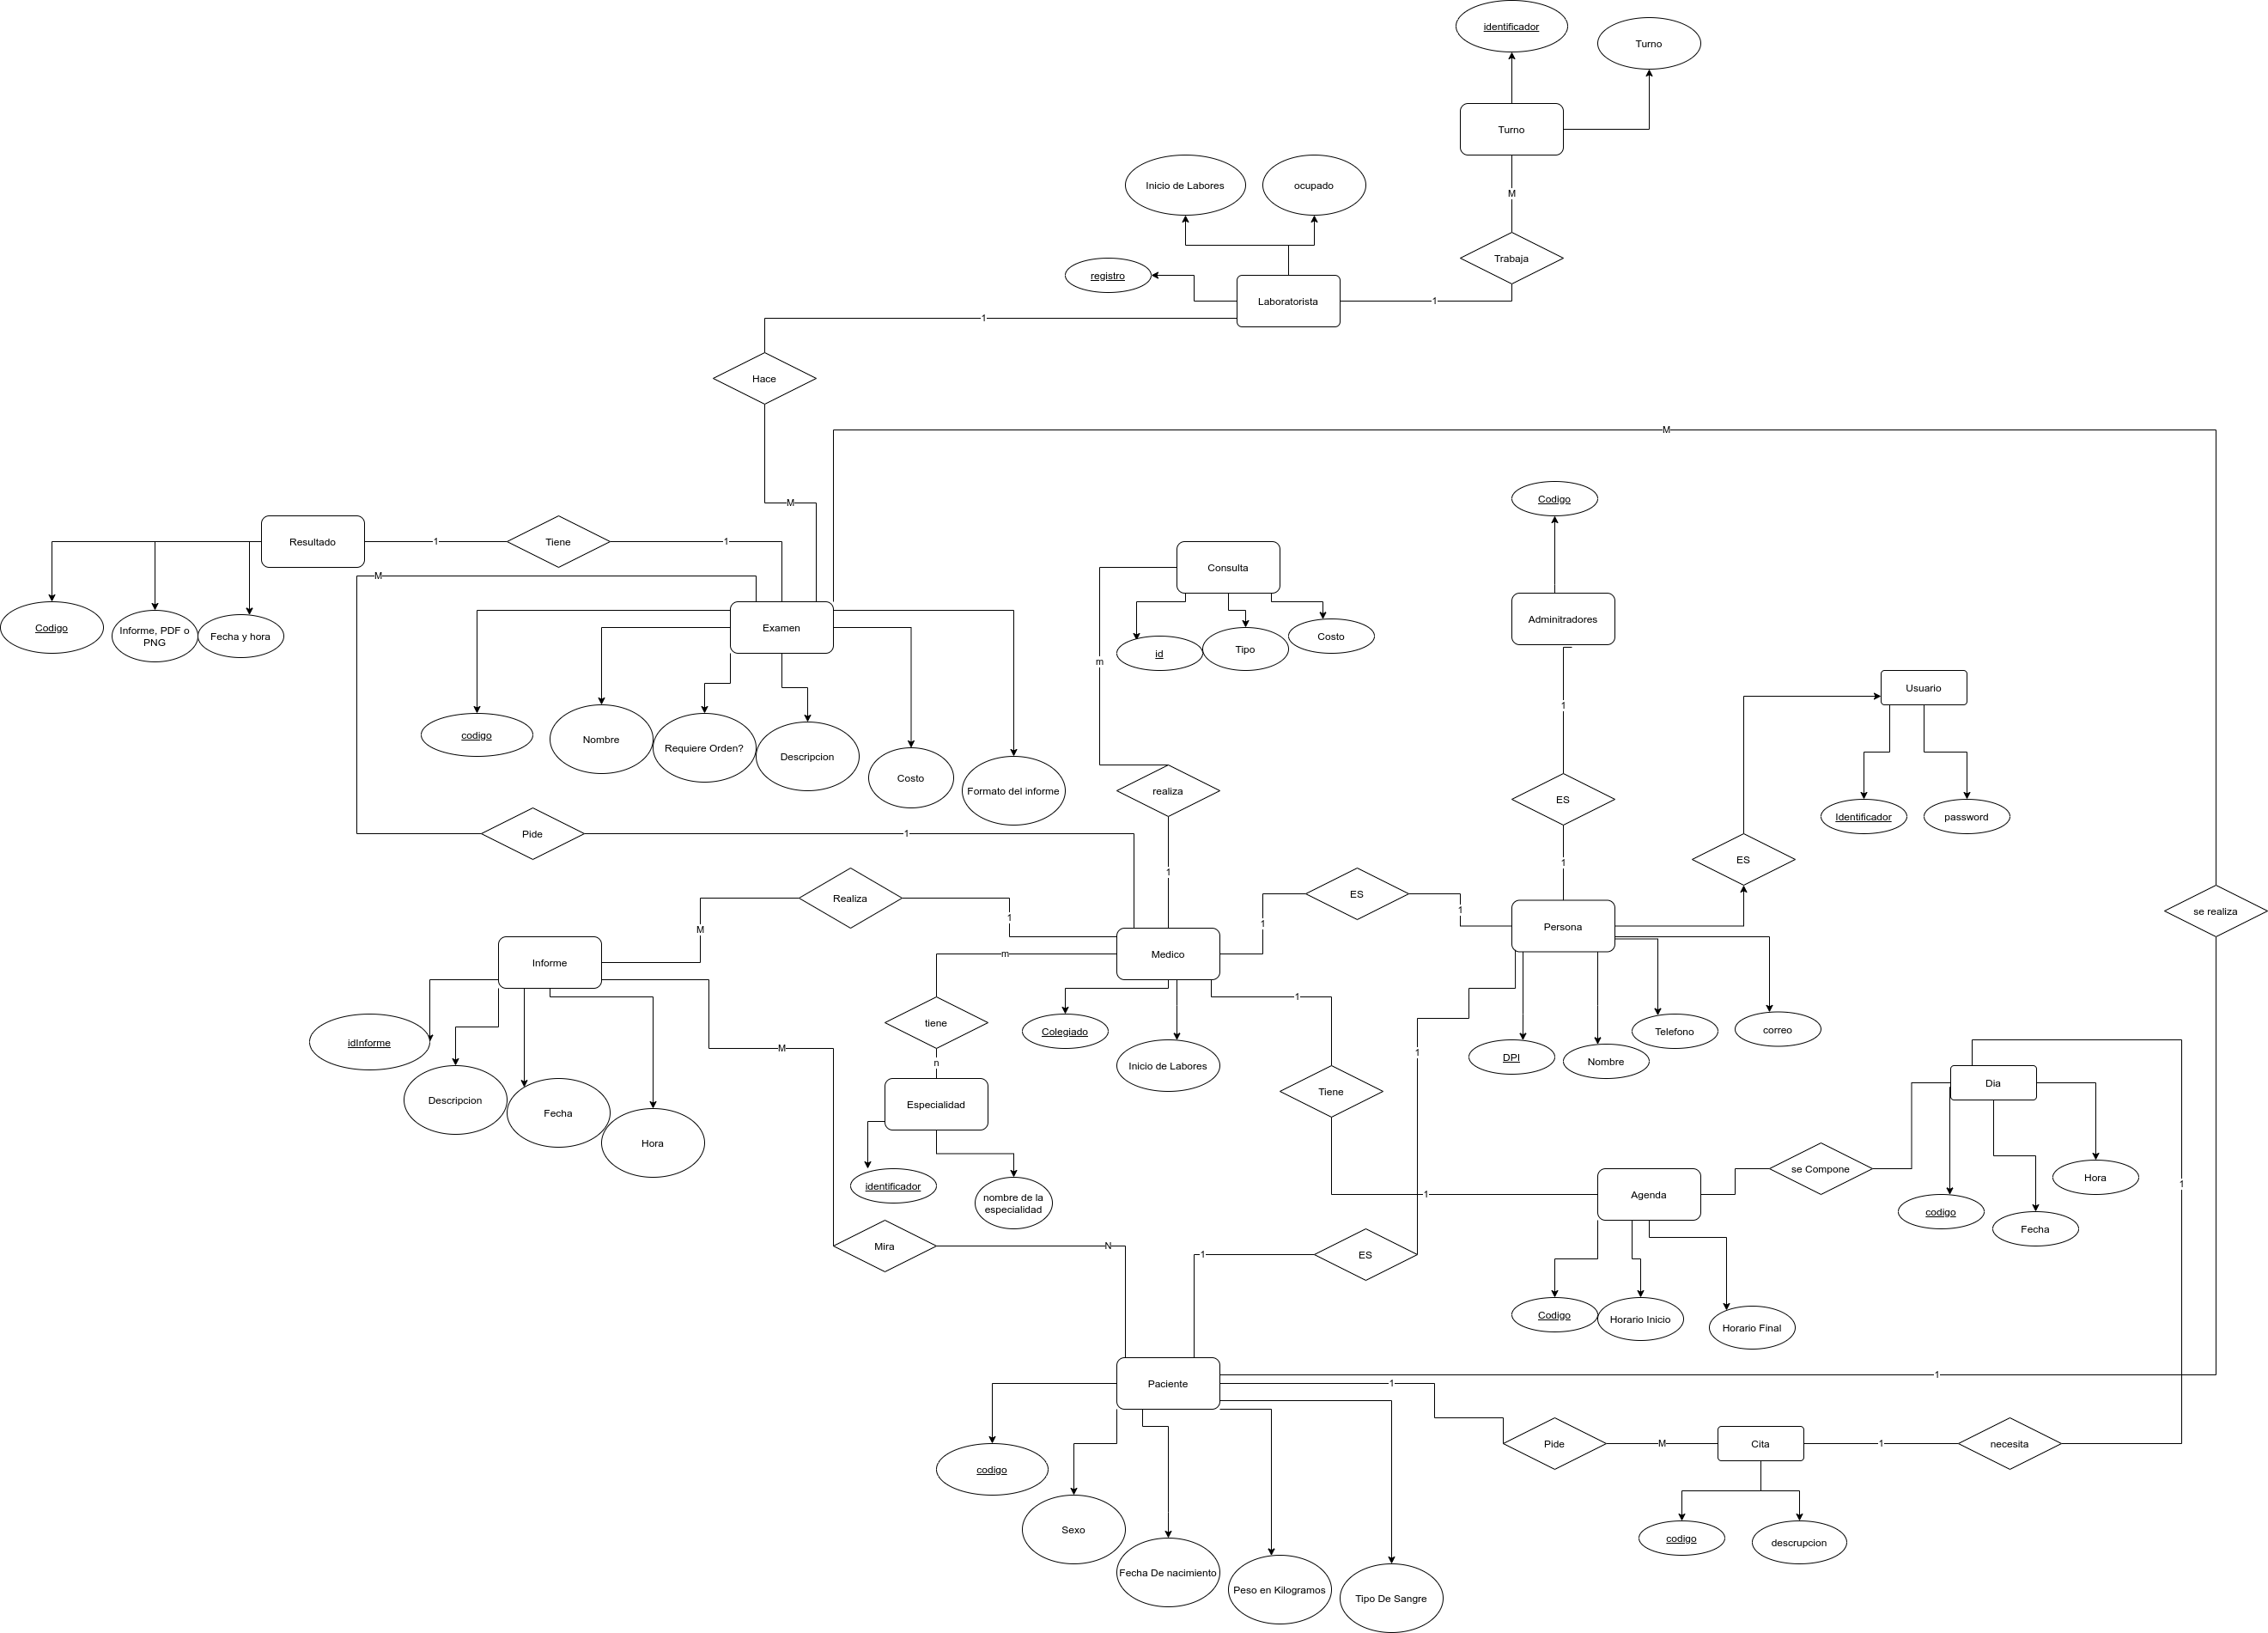 identificador
Turno
Turno
M
Inicio de Labores
ocupado
Trabaja
registro
Laboratorista
1
1
Hace
M
M
Codigo
Resultado
1
Tiene
1
M
Consulta
Adminitradores
Codigo
Informe, PDF o
PNG
Fecha y hora
Examen
id
Tipo
Costo
m
Usuario
1
codigo
Nombre
Requiere Orden?
Descripcion
Costo
Formato del informe
realiza
ES
Identificador
password
Pide
1
1
1
ES
Realiza
ES
M
1
1
1
Persona
se realiza
Informe
m
Medico
idInforme
Descripcion
Fecha
Hora
M
tiene
n
Colegiado
Inicio de Labores
1
Tiene
1
DPI
Nombre
Telefono
correo
Dia
Especialidad
identificador
nombre de la
especialidad
1
Agenda
se Compone
codigo
Fecha
Hora
1
Mira
N
1
ES
Codigo
Horario Inicio
Horario Final
Paciente
1
1
Pide
M
Cita
1
necesita
codigo
Sexo
Fecha De nacimiento
Peso en Kilogramos
Tipo De Sangre
codigo
descrupcion